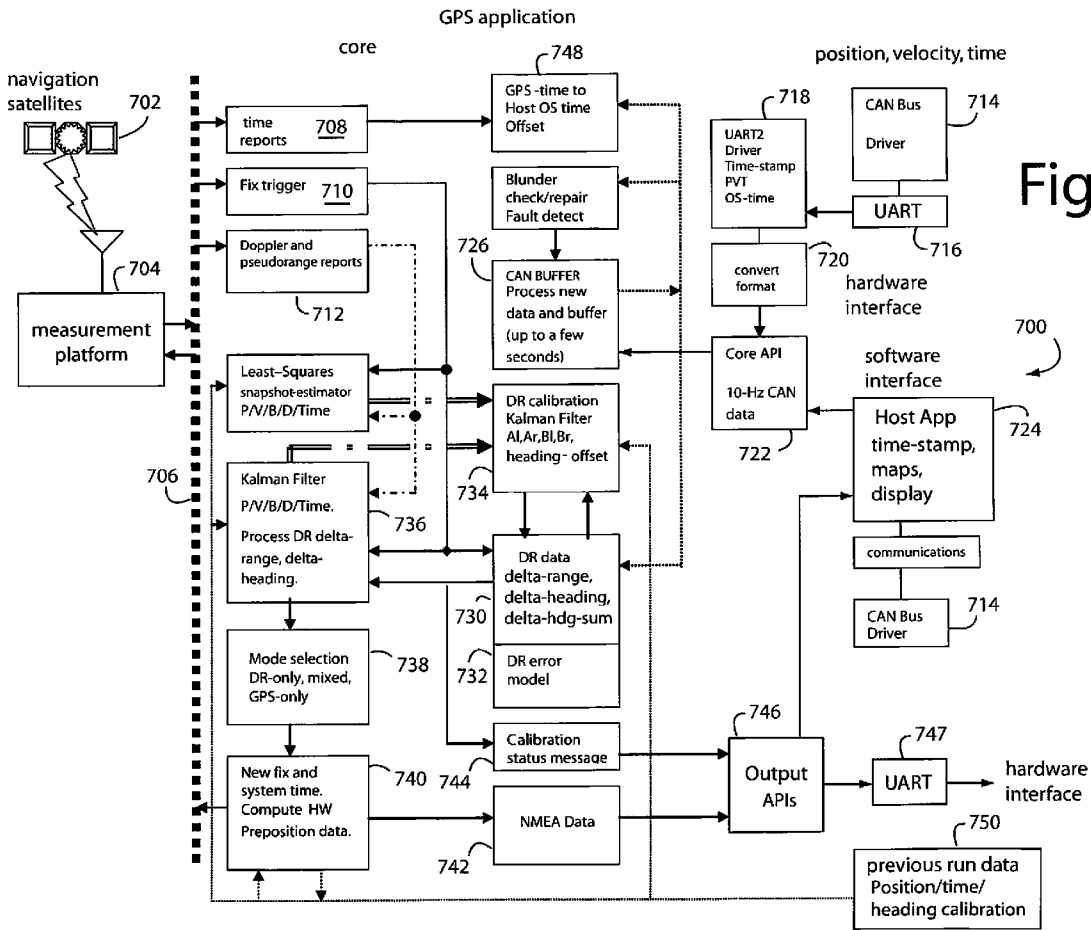 GPS application
core
position, velocity, time
navigation
satellites
702
704
measurement
platform
706
time
reports
708
Fix trigger
710
Doppler and
pseudorange reports
712
Least-Squares
snapshot-estimator
P/V/B/D/Time
Kalman Filter
P/V/B/D/Time.
Process DR delta-
range, delta-
heading.
736
Mode selection
DR-only, mixed,
GPS-only
738
New fix and
system time.
Compute HW
Preposition data.
740
748
GPS -time to
Host OS time
Offset
Blunder
check/repair
Fault detect
726
CAN BUFFER
Process new
data and buffer
(up to a few
seconds)
DR calibration
Kalman Filter
Al,Ar,Bl,Br,
heading- offset
734
DR data
delta-range,
delta-heading,
delta-hdg-sum
730
732
DR error
model
Calibration
status message
744
NMEA Data
742
718
UART2
Driver
Time-stamp
PVT
OS-time
CAN Bus
Driver
714
UART
716
convert
format
720
hardware
interface
Core API
10-Hz CAN
data
722
software
interface
700
Host App
time-stamp,
maps,
display
724
communications
CAN Bus
Driver
714
746
Output
APIs
747
UART
hardware
interface
750
previous run data
Position/time/
heading calibration
Fig